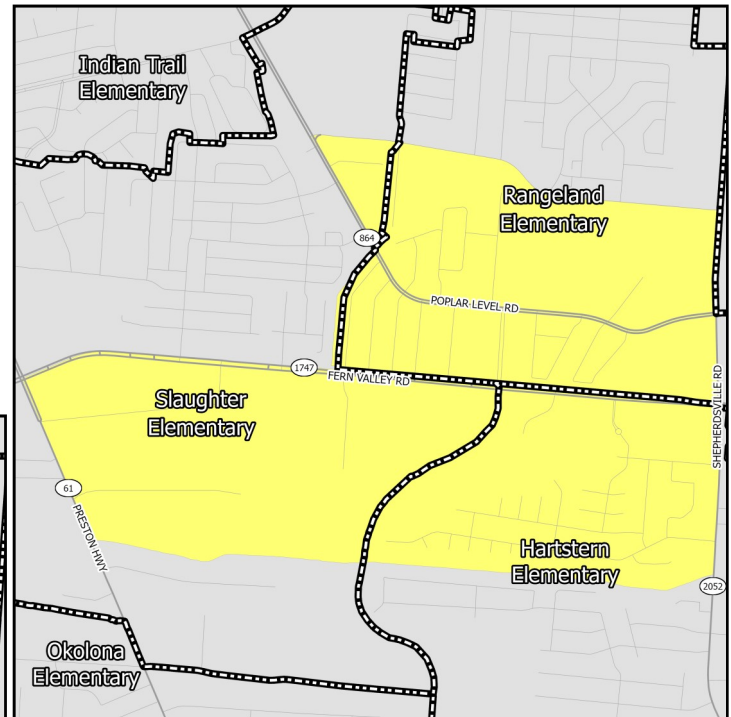 Indian Trail
Elementary
Rangeland
Elementary
864
POPLAR LEVEL RD
1747
FERN VALLEY RD
SHEPHERDSVILLE RD
Slaughter
Elementary
61
PRESTON HWY
Hartstern
Elementary
2052
Okolona
Elementary